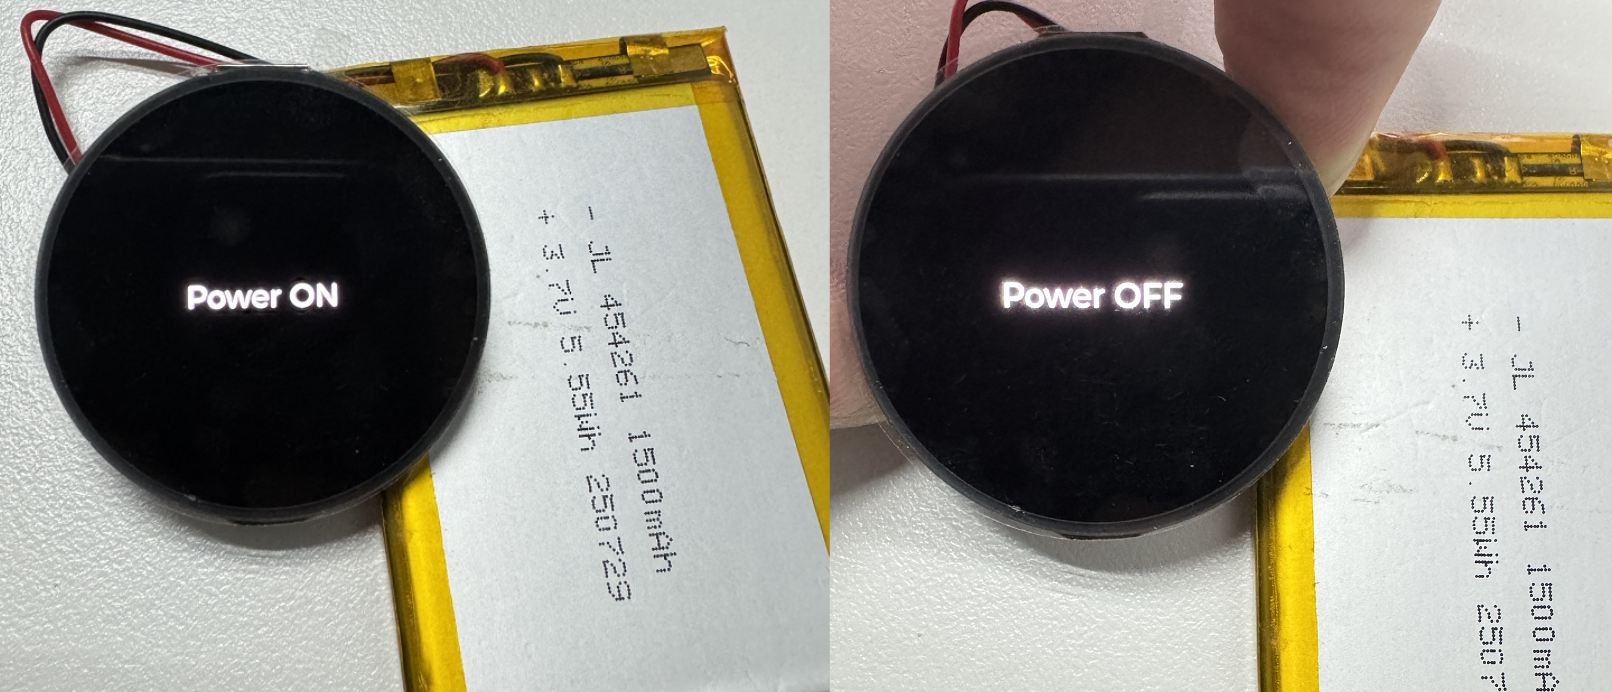 Power ON
- JL 454261 1500mAh
+ 3.7V 5.55Wh 250729
Power OFF
- JL 454261 1500mA
+ 3.7V 5.55Wh 2507